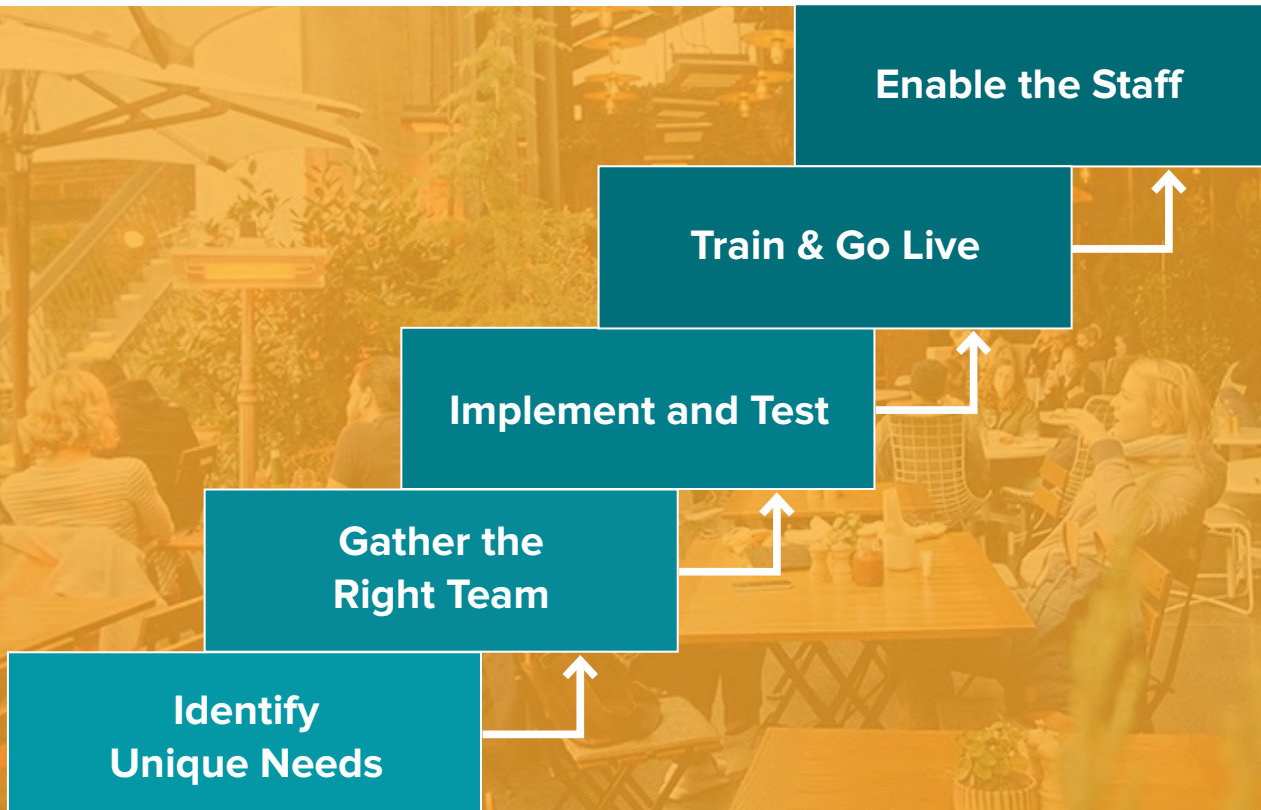 Enable the Staff
Train & Go Live
Implement and Test
Gather the
Right Team
Identify
Unique Needs